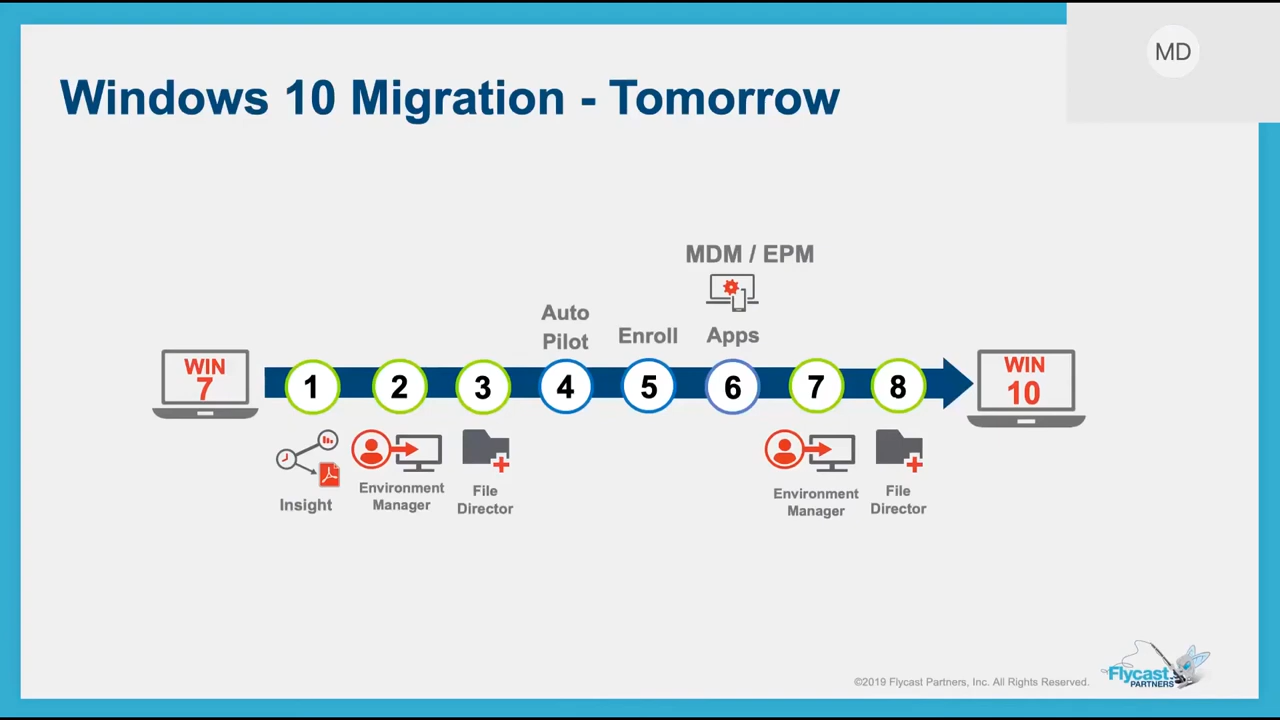 MD
Windows 10 Migration - Tomorrow
MDM / EPM
Auto
Pilot
Enroll
Apps
WIN
7
1
2
3
4
5
6
7
8
WIN
10
Insight
Environment
Manager
File
Director
Environment
Manager
File
Director
©2019 Flycast Partners, Inc. All Rights Reserved.
Flycast
PARTNERS